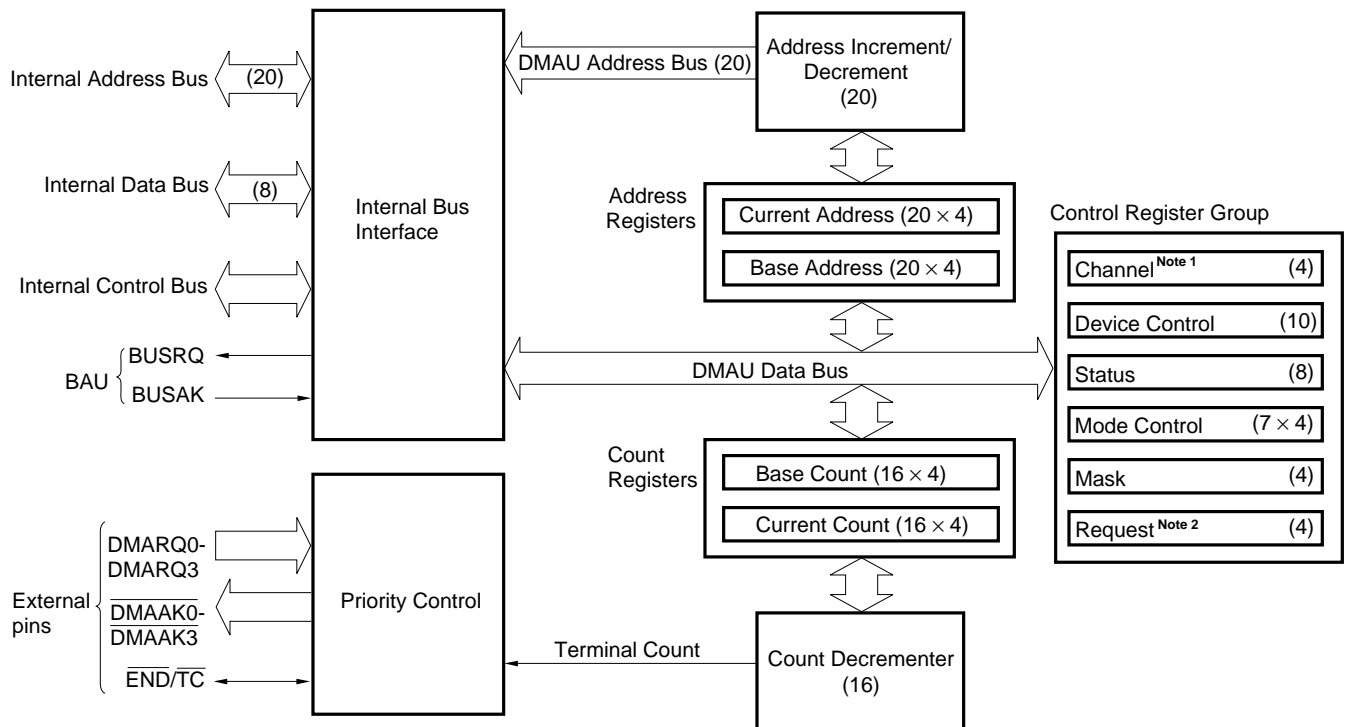 Internal Address Bus
(20)
Internal Data Bus
(8)
Internal Control Bus
BAU
BUSRQ
BUSAK
Internal Bus
Interface
DMAU Address Bus (20)
Address Increment/
Decrement
(20)
Address
Registers
Current Address (20 × 4)
Base Address (20 × 4)
DMAU Data Bus
Count
Registers
Base Count (16 × 4)
Current Count (16 × 4)
Control Register Group
Channel Note 1 (4)
Device Control (10)
Status (8)
Mode Control (7 × 4)
Mask (4)
Request Note 2 (4)
External
pins
DMARQ0-
DMARQ3
DMAAK0-
DMAAK3
END/TC
Priority Control
Terminal Count
Count Decrementer
(16)